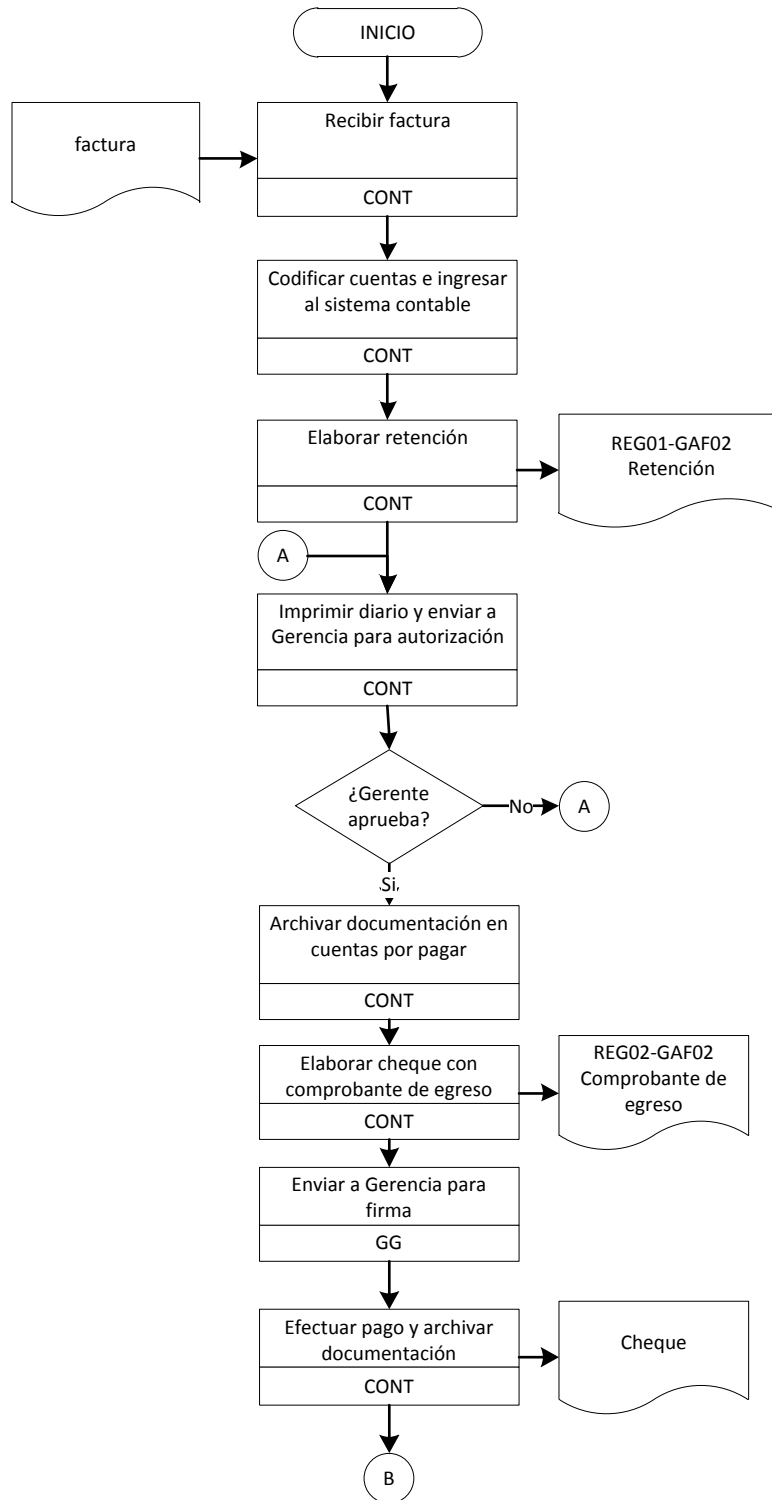 INICIO
factura
Recibir factura
CONT
Codificar cuentas e ingresar
al sistema contable
CONT
Elaborar retención
CONT
REG01-GAF02
Retención
A
Imprimir diario y enviar a
Gerencia para autorización
CONT
¿Gerente
aprueba?
No
A
Si
Archivar documentación en
cuentas por pagar
CONT
Elaborar cheque con
comprobante de egreso
CONT
REG02-GAF02
Comprobante de
egreso
Enviar a Gerencia para
firma
GG
Efectuar pago y archivar
documentación
CONT
Cheque
B